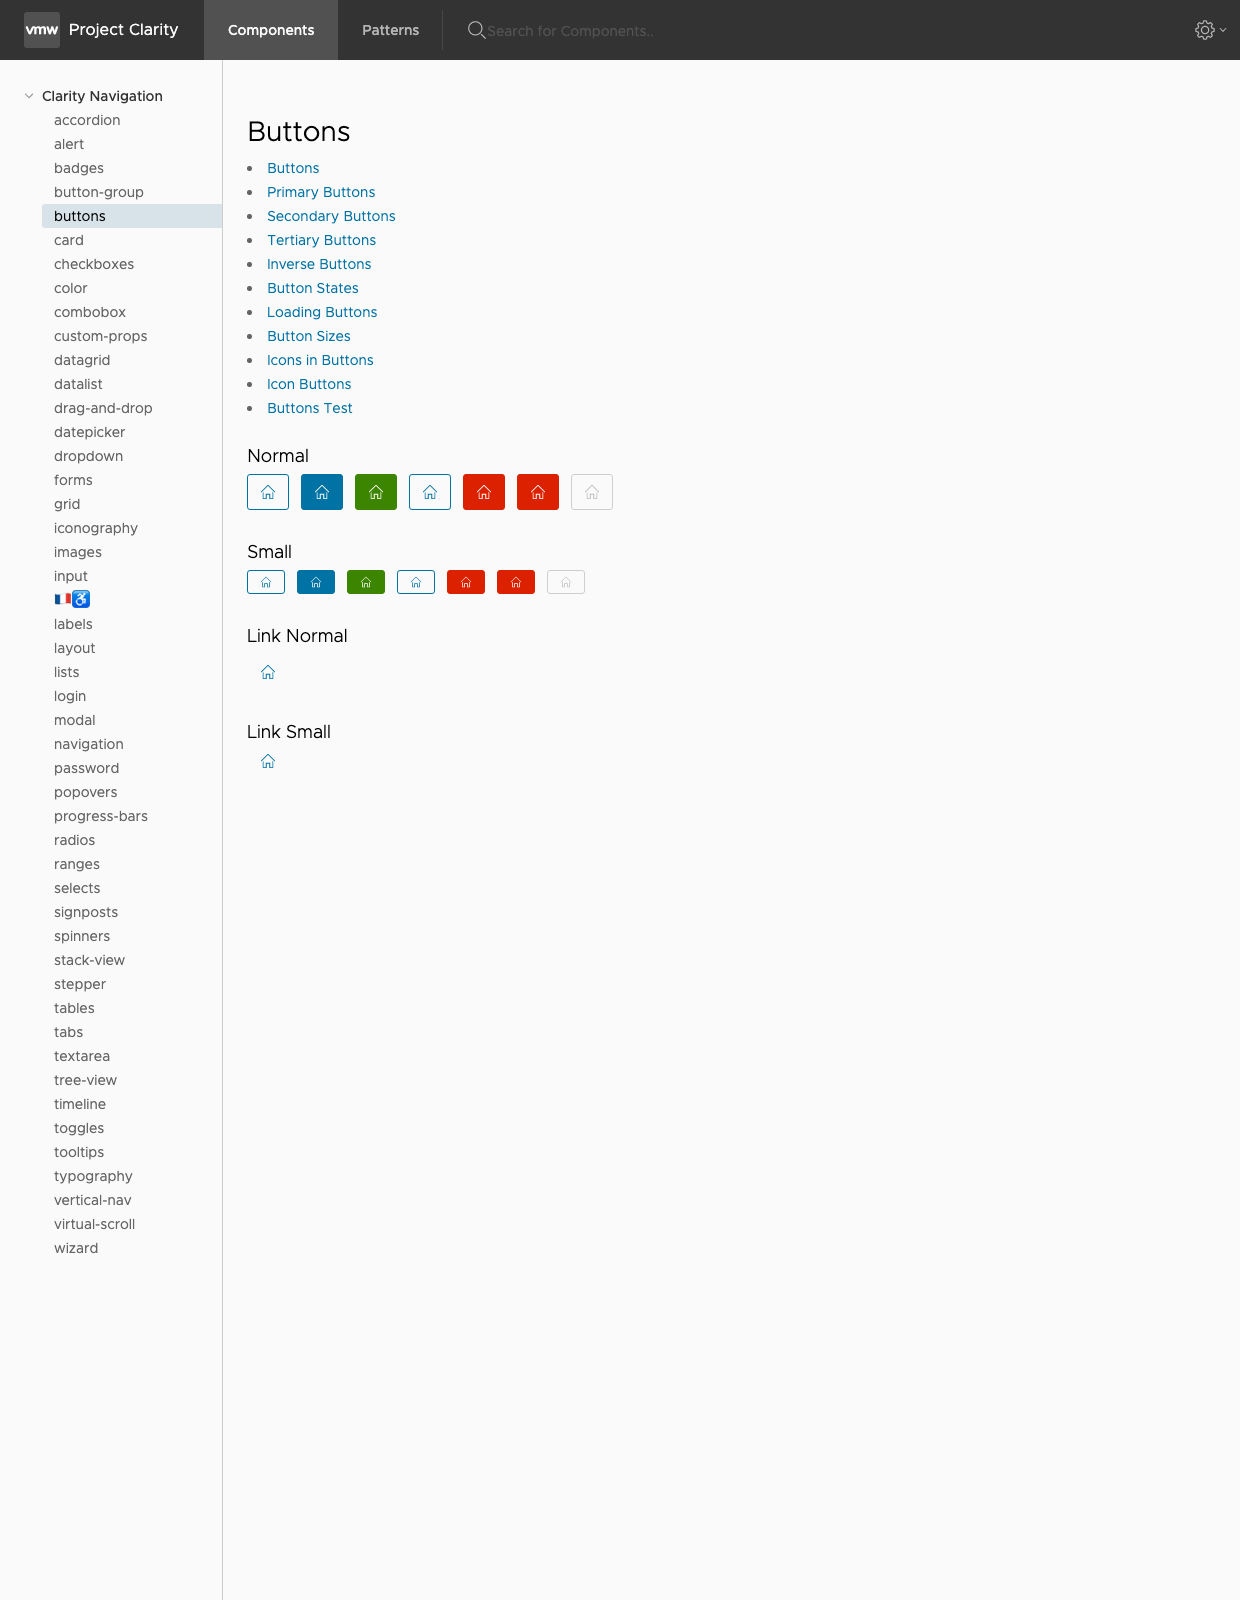 vmw Project Clarity Components Patterns Search for Components..
Clarity Navigation
accordion
alert
badges
button-group
buttons
card
checkboxes
color
combobox
custom-props
datagrid
datalist
drag-and-drop
datepicker
dropdown
forms
grid
iconography
images
input
🇫🇷♿
labels
layout
lists
login
modal
navigation
password
popovers
progress-bars
radios
ranges
selects
signposts
spinners
stack-view
stepper
tables
tabs
textarea
tree-view
timeline
toggles
tooltips
typography
vertical-nav
virtual-scroll
wizard
Buttons
Buttons
Primary Buttons
Secondary Buttons
Tertiary Buttons
Inverse Buttons
Button States
Loading Buttons
Button Sizes
Icons in Buttons
Icon Buttons
Buttons Test
Normal
Small
Link Normal
Link Small